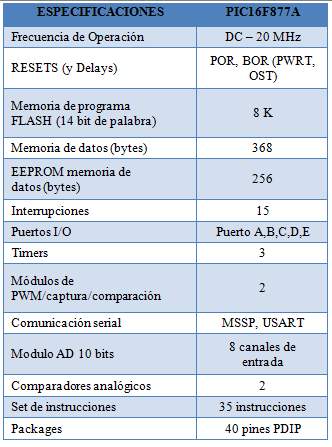 ESPECIFICACIONES PIC16F877A
Frecuencia de Operación DC – 20 MHz
RESETS (y Delays) POR, BOR (PWRT,
OST)
Memoria de programa
FLASH (14 bit de palabra) 8 K
Memoria de datos (bytes) 368
EEPROM memoria de
datos (bytes) 256
Interrupciones 15
Puertos I/O Puerto A,B,C,D,E
Timers 3
Módulos de
PWM/captura/comparación 2
Comunicación serial MSSP, USART
Modulo AD 10 bits 8 canales de
entrada
Comparadores analógicos 2
Set de instrucciones 35 instrucciones
Packages 40 pines PDIP